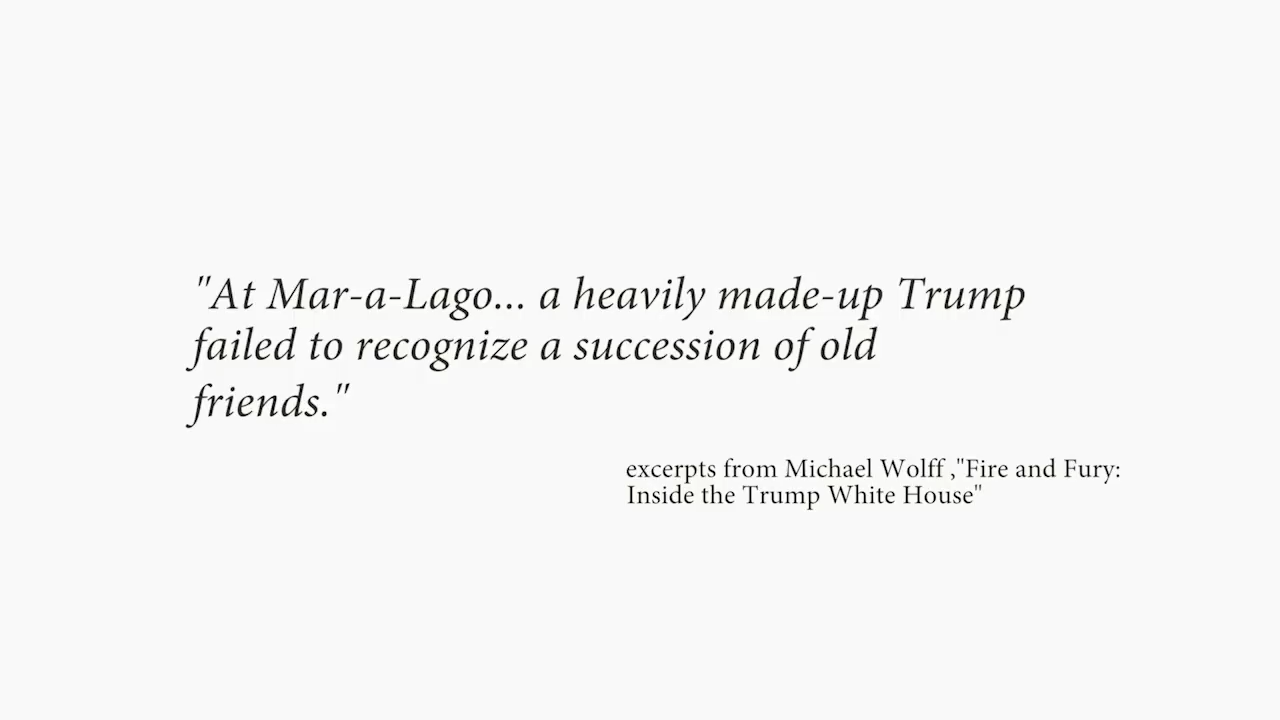 "At Mar-a-Lago... a heavily made-up Trump
failed to recognize a succession of old
friends."
excerpts from Michael Wolff ,"Fire and Fury:
Inside the Trump White House"